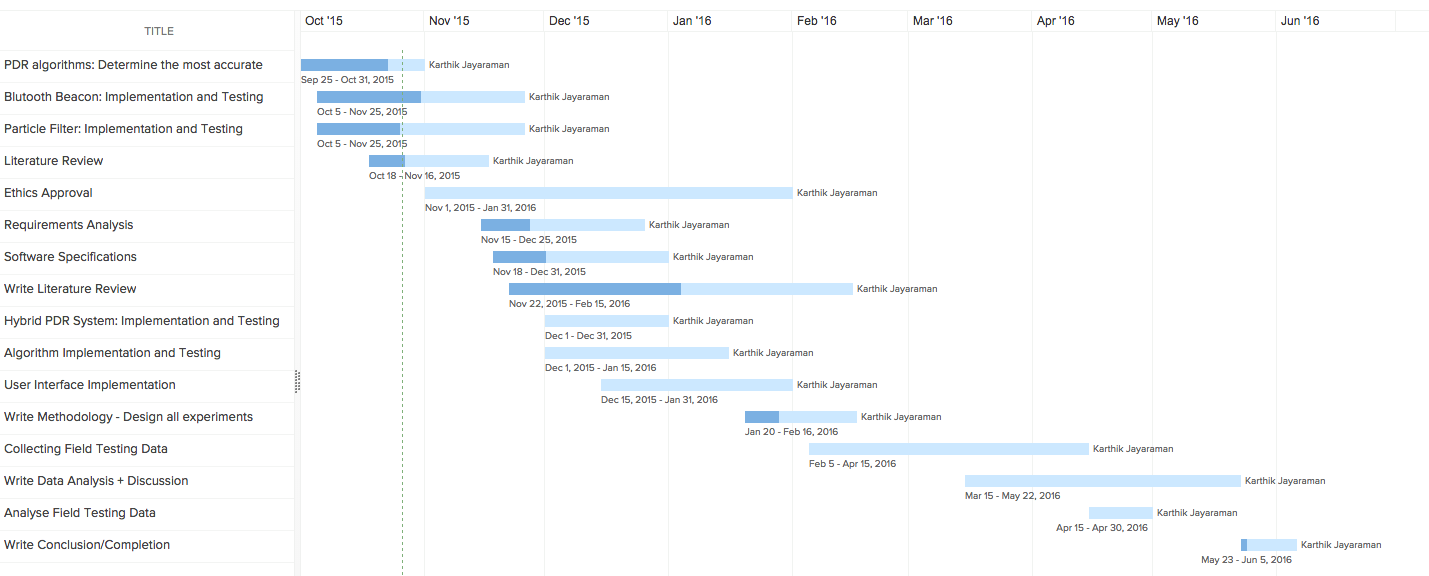 Oct '15 Nov '15 Dec '15 Jan '16 Feb '16 Mar '16 Apr '16 May '16 Jun '16
TITLE
PDR algorithms: Determine the most accurate Karthik Jayaraman
Sep 25 - Oct 31, 2015
Blutooth Beacon: Implementation and Testing Karthik Jayaraman
Oct 5 - Nov 25, 2015
Particle Filter: Implementation and Testing Karthik Jayaraman
Oct 5 - Nov 25, 2015
Literature Review Karthik Jayaraman
Oct 18 - Nov 16, 2015
Ethics Approval Karthik Jayaraman
Nov 1, 2015 - Jan 31, 2016
Requirements Analysis Karthik Jayaraman
Nov 15 - Dec 25, 2015
Software Specifications Karthik Jayaraman
Nov 18 - Dec 31, 2015
Write Literature Review Karthik Jayaraman
Nov 22, 2015 - Feb 15, 2016
Hybrid PDR System: Implementation and Testing Karthik Jayaraman
Dec 1 - Dec 31, 2015
Algorithm Implementation and Testing Karthik Jayaraman
Dec 1, 2015 - Jan 15, 2016
User Interface Implementation Karthik Jayaraman
Dec 15, 2015 - Jan 31, 2016
Write Methodology - Design all experiments Karthik Jayaraman
Jan 20 - Feb 16, 2016
Collecting Field Testing Data Karthik Jayaraman
Feb 5 - Apr 15, 2016
Write Data Analysis + Discussion Karthik Jayaraman
Mar 15 - May 22, 2016
Analyse Field Testing Data Karthik Jayaraman
Apr 15 - Apr 30, 2016
Write Conclusion/Completion Karthik Jayaraman
May 23 - Jun 5, 2016